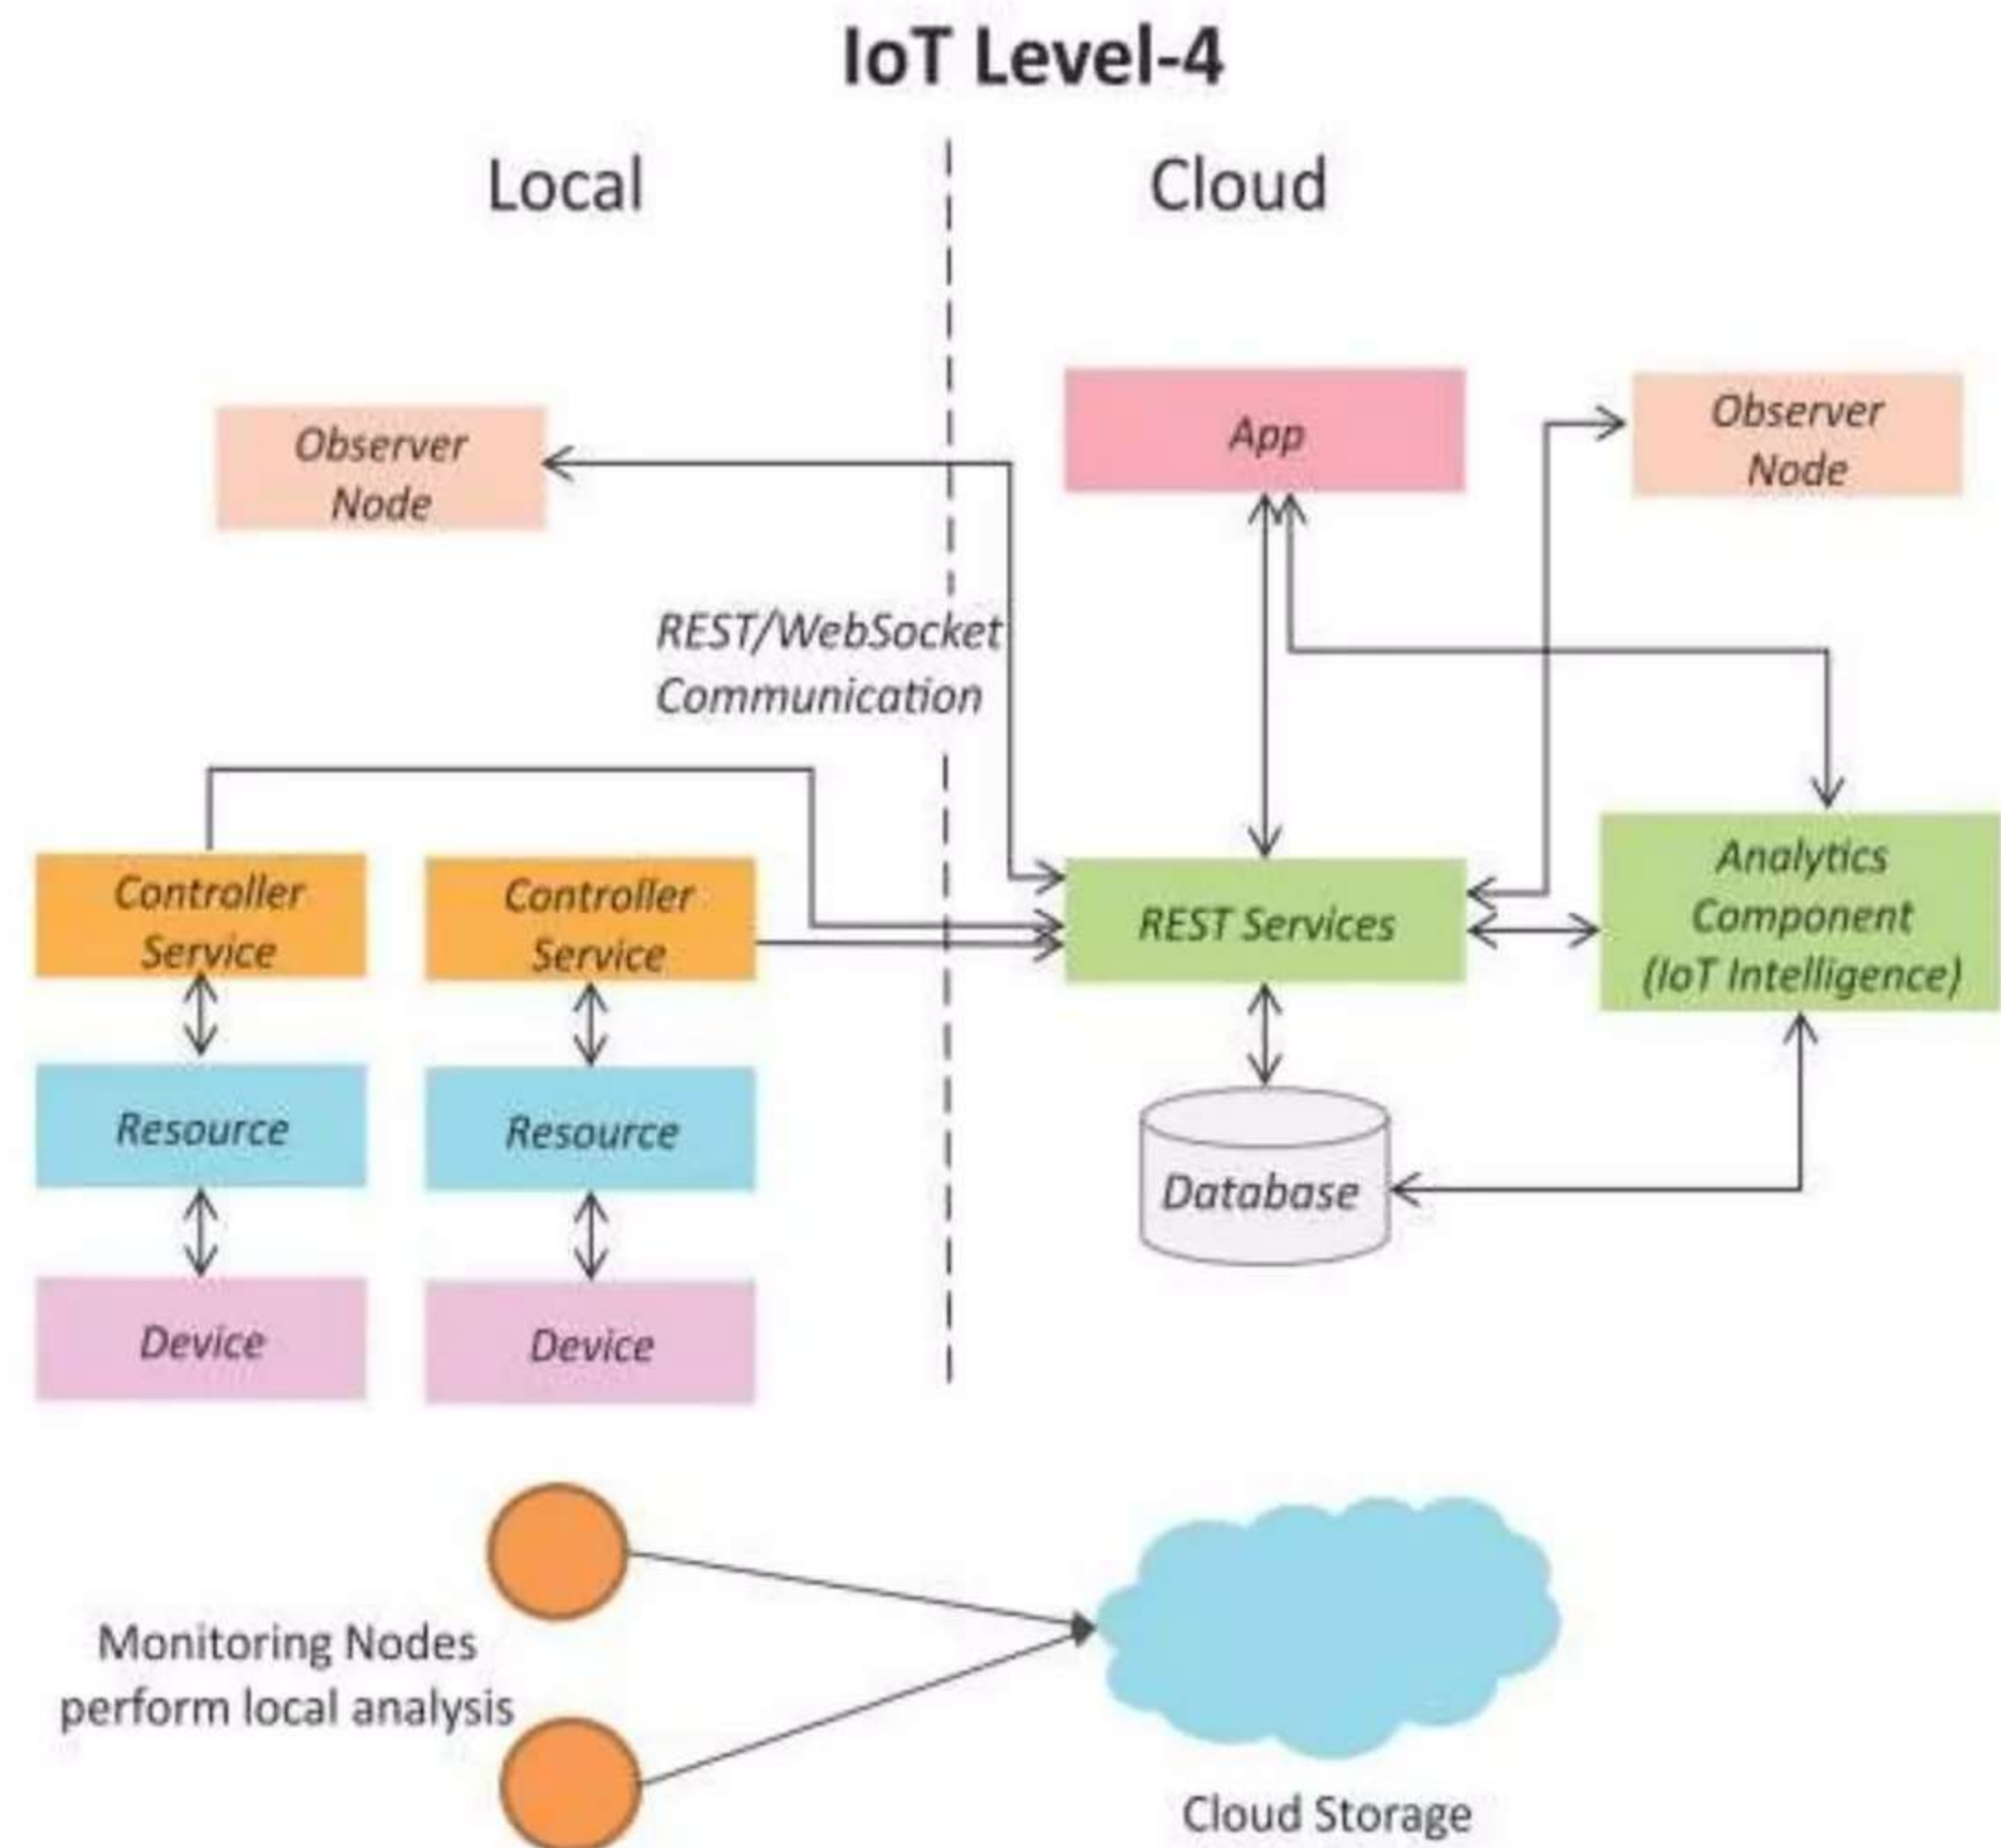 IoT Level-4
Local
Cloud
Observer
Node
App
Observer
Node
REST/WebSocket
Communication
Controller
Service
Controller
Service
REST Services
Analytics
Component
(IoT Intelligence)
Resource
Resource
Database
Device
Device
Monitoring Nodes
perform local analysis
Cloud Storage